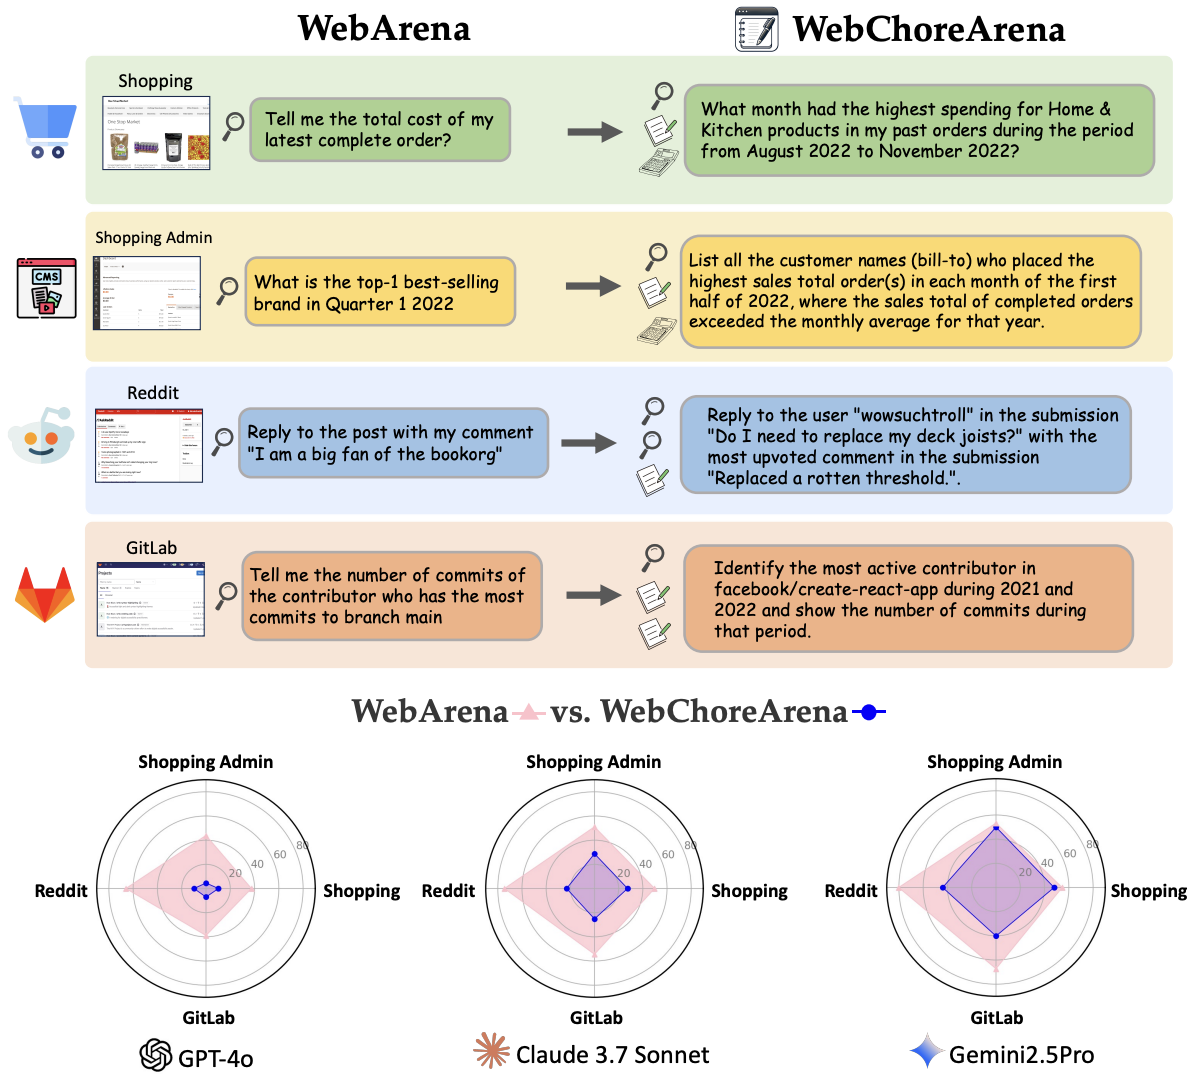 WebArena
WebChoreArena
Shopping
One Stop Market
Tell me the total cost of my
latest complete order?
What month had the highest spending for Home &
Kitchen products in my past orders during the period
from August 2022 to November 2022?
Shopping Admin
CMS
What is the top-1 best-selling
brand in Quarter 1 2022
List all the customer names (bill-to) who placed the
highest sales total order(s) in each month of the first
half of 2022, where the sales total of completed orders
exceeded the monthly average for that year.
Reddit
Reply to the post with my comment
"I am a big fan of the bookorg"
Reply to the user "wowsuchtroll" in the submission
"Do I need to replace my deck joists?" with the
most upvoted comment in the submission
"Replaced a rotten threshold.".
GitLab
Projects
Tell me the number of commits of
the contributor who has the most
commits to branch main
Identify the most active contributor in
facebook/create-react-app during 2021 and
2022 and show the number of commits during
that period.
WebArena vs. WebChoreArena
Shopping Admin
80
60
40
20
Reddit
Shopping
GitLab
GPT-4o
Shopping Admin
80
60
40
20
Reddit
Shopping
GitLab
Claude 3.7 Sonnet
Shopping Admin
80
60
40
20
Reddit
Shopping
GitLab
Gemini2.5Pro